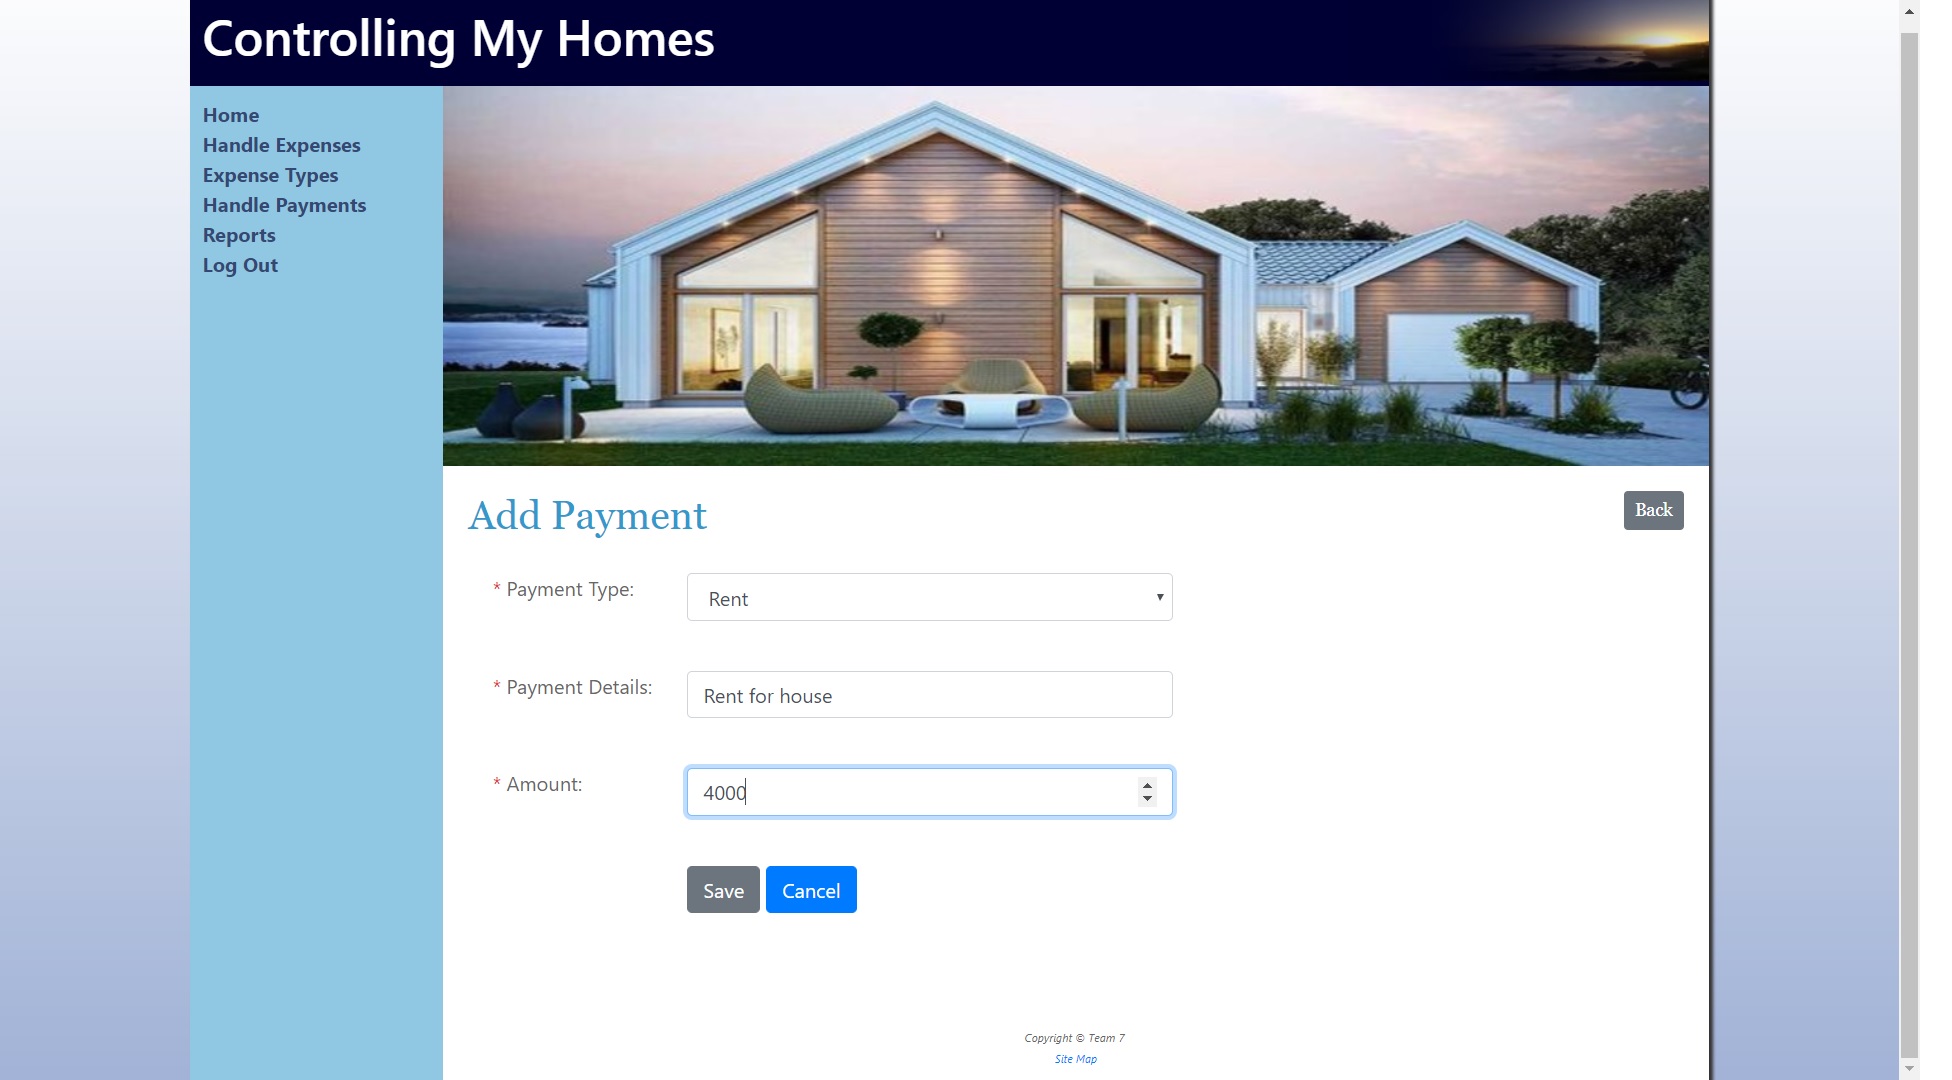 Controlling My Homes
Home
Handle Expenses
Expense Types
Handle Payments
Reports
Log Out
Add Payment
Back
* Payment Type:
Rent
* Payment Details:
Rent for house
* Amount:
4000
Save
Cancel
Copyright © Team 7
Site Map